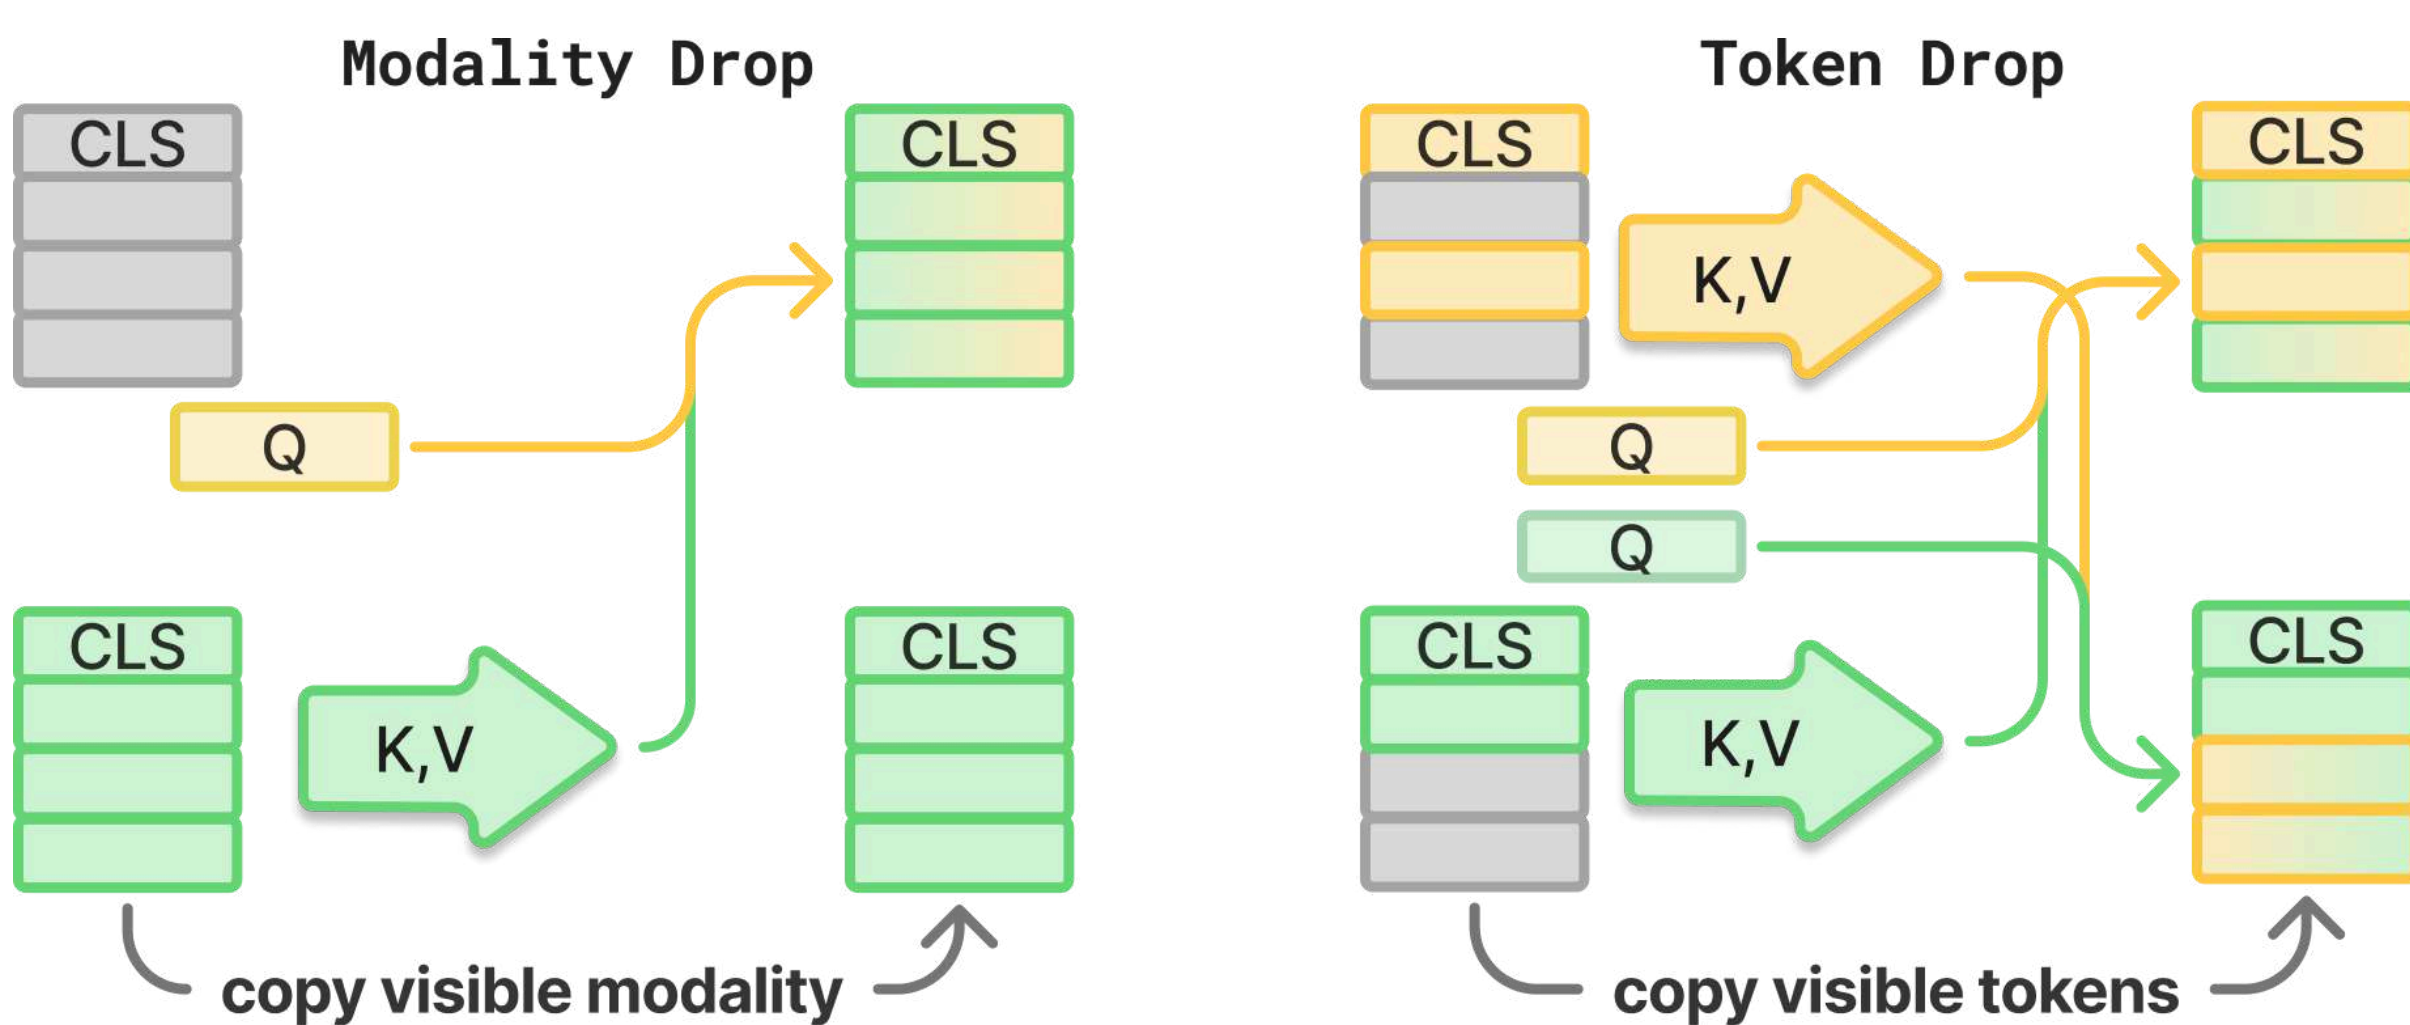 Modality Drop
CLS
CLS
Q
CLS
K,V
CLS
copy visible modality
Token Drop
CLS
K,V
CLS
Q
Q
CLS
K,V
CLS
copy visible tokens